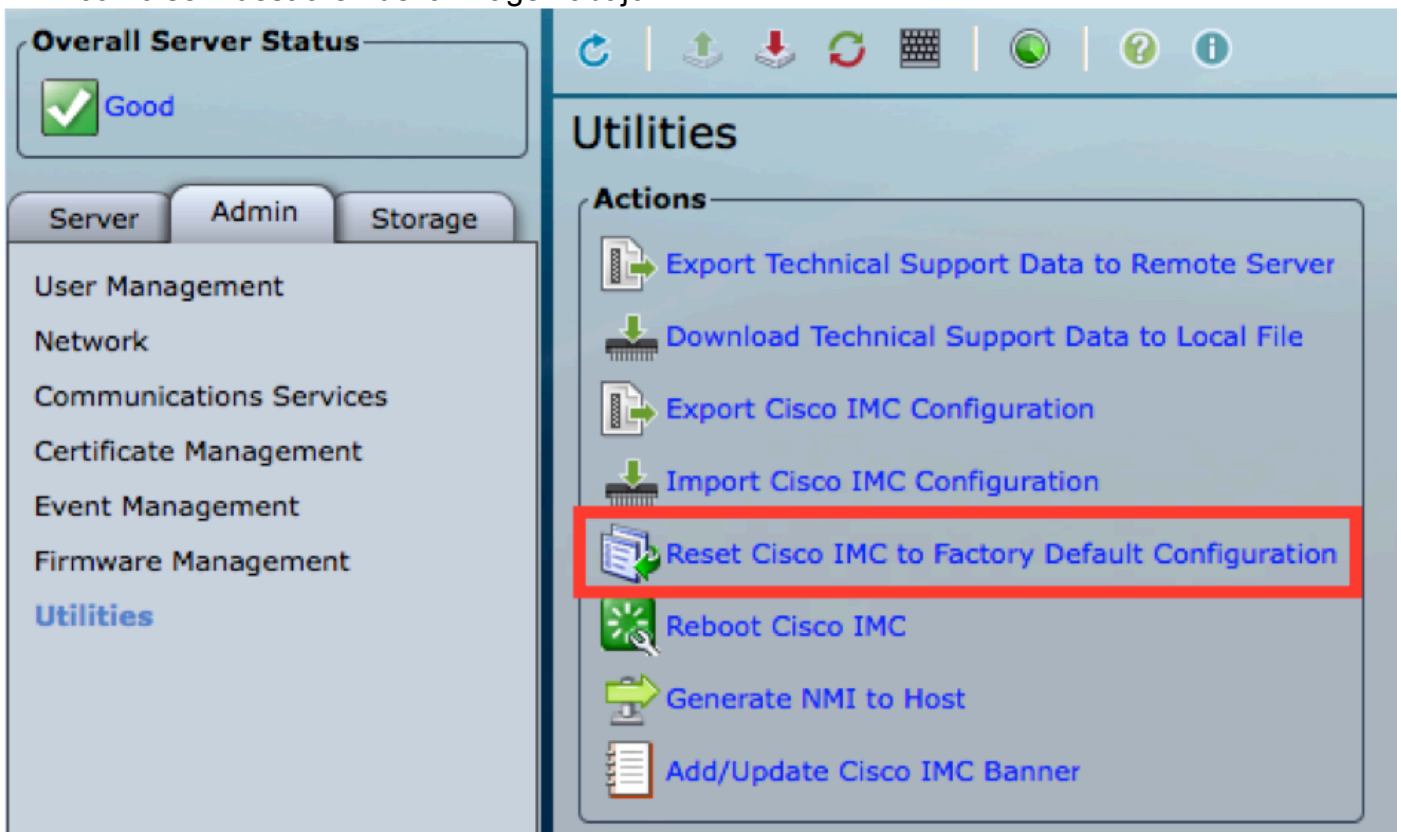 Overall Server Status
Good
Server
Admin
Storage
User Management
Network
Communications Services
Certificate Management
Event Management
Firmware Management
Utilities
Utilities
Actions
Export Technical Support Data to Remote Server
Download Technical Support Data to Local File
Export Cisco IMC Configuration
Import Cisco IMC Configuration
Reset Cisco IMC to Factory Default Configuration
Reboot Cisco IMC
Generate NMI to Host
Add/Update Cisco IMC Banner